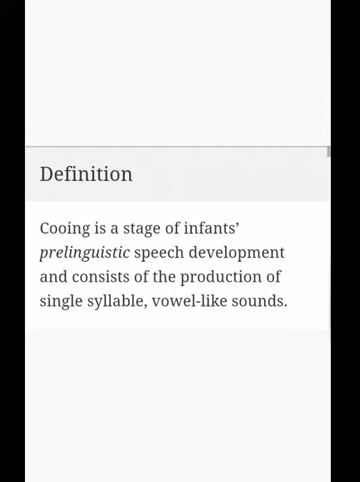 Definition
Cooing is a stage of infants’
prelinguistic speech development
and consists of the production of
single syllable, vowel-like sounds.